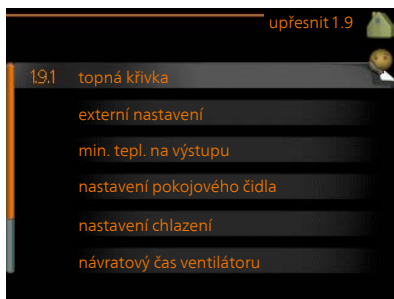 upřesnit 1.9
1.9.1 topná křivka
externí nastavení
min. tepl. na výstupu
nastavení pokojového čidla
nastavení chlazení
návratový čas ventilátoru